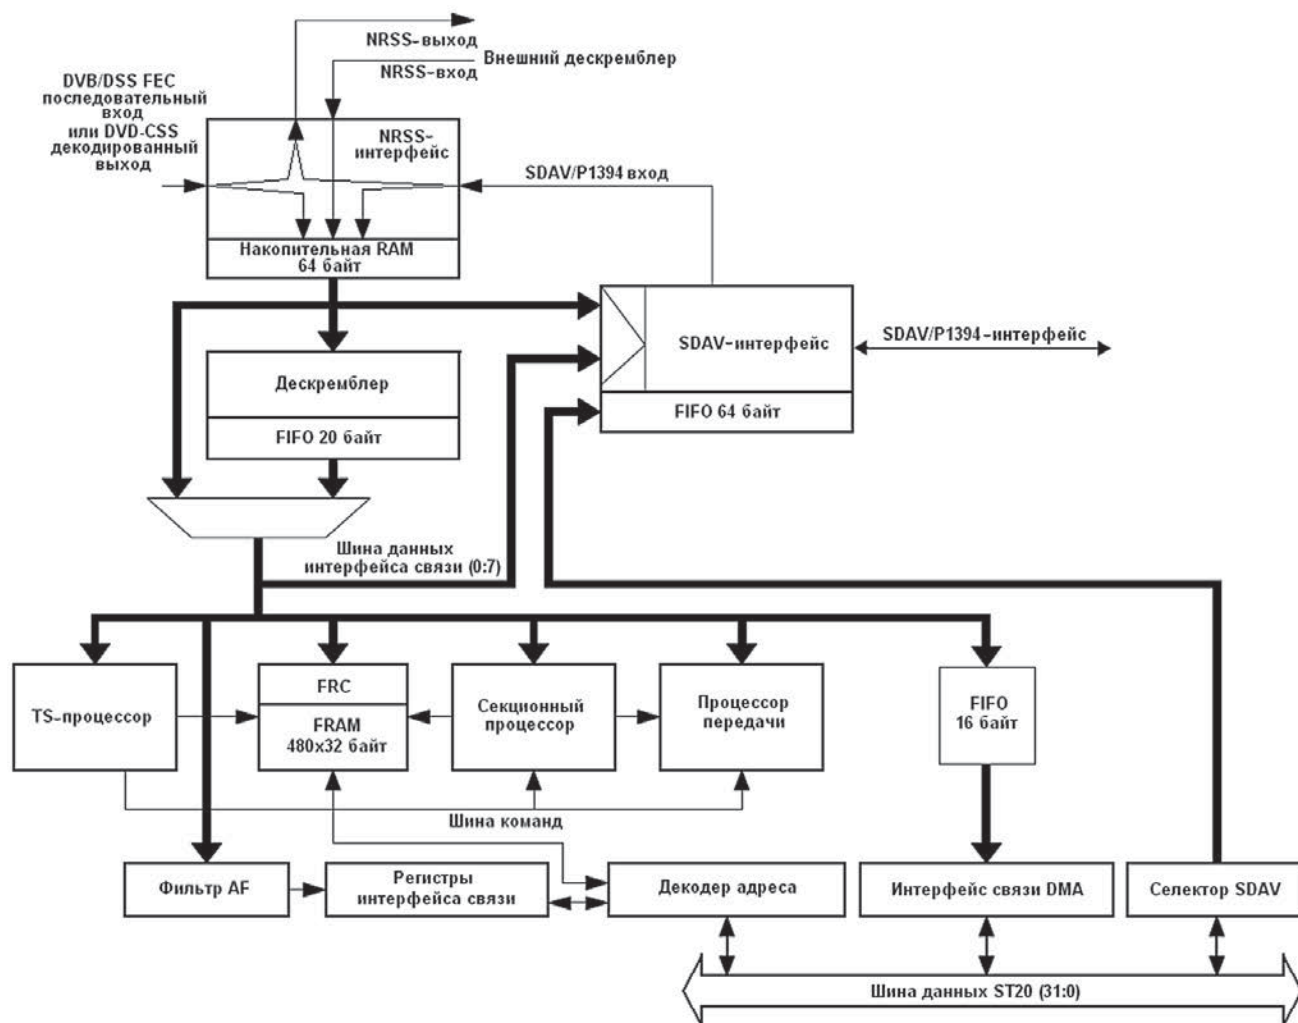 NRSS-выход
Внешний дескремблер
NRSS-вход
DVB/DSS FEC
последовательный
вход
или DVD-CSS
декодированный
выход
NRSS-
интерфейс
SDAV/P1394 вход
Накопительная RAM
64 байт
SDAV-интерфейс
SDAV/P1394-интерфейс
Дескремблер
FIFO 64 байт
FIFO 20 байт
Шина данных
интерфейса связи (0:7)
TS-процессор
FRC
FRAM
480x32 байт
Секционный
процессор
Процессор
передачи
FIFO
16 байт
Шина команд
Фильтр AF
Регистры
интерфейса связи
Декодер адреса
Интерфейс связи DMA
Селектор SDAV
Шина данных ST20 (31:0)